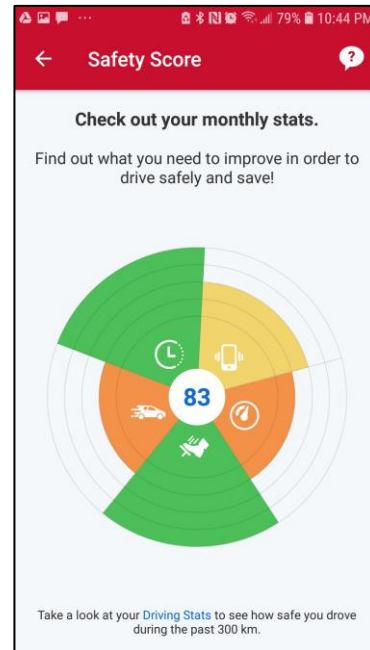 79% 10:44 PM
Safety Score
?
Check out your monthly stats.
Find out what you need to improve in order to
drive safely and save!
83
Take a look at your Driving Stats to see how safe you drove
during the past 300 km.